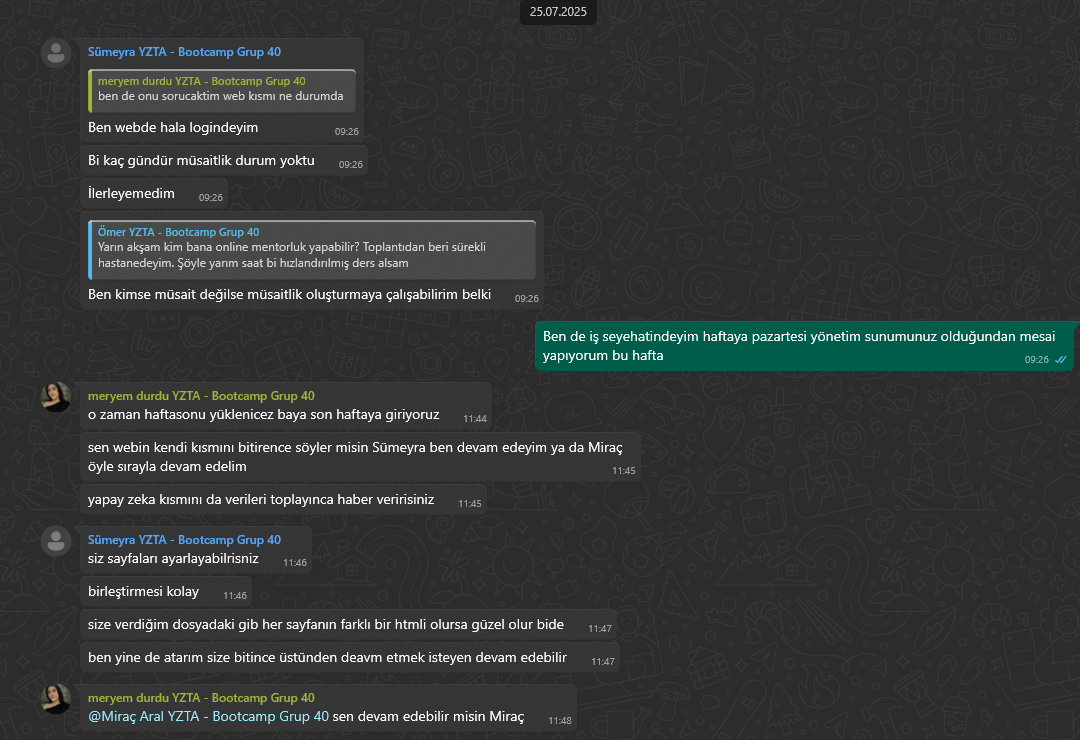 25.07.2025
Sümeyra YZTA - Bootcamp Grup 40
meryem durdu YZTA - Bootcamp Grup 40
ben de onu sorucaktim web kısmı ne durumda
Ben webde hala logindeyim
09:26
Bi kaç gündür müsaitlik durum yoktu
09:26
İlerleyemedim
09:26
Ömer YZTA - Bootcamp Grup 40
Yarın akşam kim bana online mentorluk yapabilir? Toplantıdan beri sürekli
hastanedeyim. Şöyle yarım saat bi hızlandırılmış ders alsam
Ben kimse müsait değilse müsaitlik oluşturmaya çalışabilirim belki
09:26
Ben de iş seyehatindeyim haftaya pazartesi yönetim sunumunuz olduğundan mesai
yapıyorum bu hafta
09:26
meryem durdu YZTA - Bootcamp Grup 40
o zaman haftasonu yüklenicez baya son haftaya giriyoruz
11:44
sen webin kendi kısmını bitirence söyler misin Sümeyra ben devam edeyim ya da Miraç
öyle sırayla devam edelim
11:45
yapay zeka kısmını da verileri toplayınca haber veririsiniz
11:45
Sümeyra YZTA - Bootcamp Grup 40
siz sayfaları ayarlayabilrisniz
11:46
birleştirmesi kolay
11:46
size verdiğim dosyadaki gib her sayfanın farklı bir htmli olursa güzel olur bide
11:47
ben yine de atarım size bitince üstünden deavm etmek isteyen devam edebilir
11:47
meryem durdu YZTA - Bootcamp Grup 40
@Miraç Aral YZTA - Bootcamp Grup 40 sen devam edebilir misin Miraç
11:48